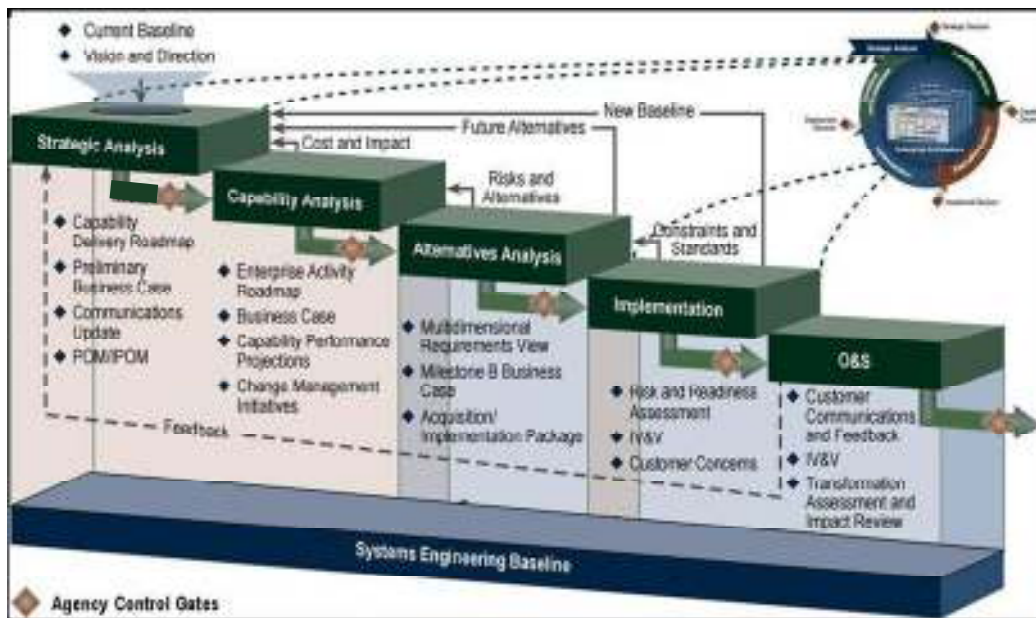 Current Baseline
Vision and Direction
Strategic Analysis
New Baseline
Future Alternatives
Strategic Analysis
Cost and Impact
Capability Analysis
Risks and
Alternatives
Capability
Delivery Roadmap
Preliminary
Business Case
Communications
Update
POM/IPOM
Alternatives Analysis
Constraints and
Standards
Enterprise Activity
Roadmap
Business Case
Capability Performance
Projections
Change Management
Initiatives
Implementation
Multidimensional
Requirements View
Milestone B Business
Case
Acquisition/
Implementation Package
O&S
Risk and Readiness
Assessment
IV&V
Customer Concerns
Customer
Communications
and Feedback
IV&V
Transformation
Assessment and
Impact Review
Feedback
Systems Engineering Baseline
Agency Control Gates